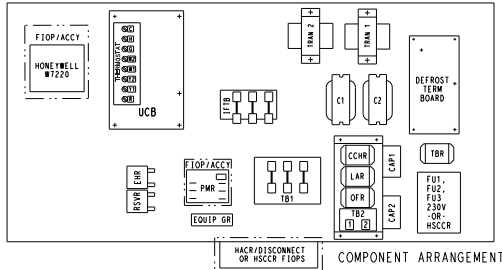 FIOP/ACCY
HONEYWELL
W7220
THERMOSTAT
C
G
W2
W1
Y2
Y1
R
UCB
TRAN 2
TRAN 1
IFTB
C1
C2
DEFROST
TERM
BOARD
EHR
RSVR
FIOP/ACCY
PMR
EQUIP GR
TB1
CCHR
LAR
OFR
TB2
1
2
CAP1
CAP2
TBR
FU1,
FU2,
FU3
230V
-OR-
HSCCR
HACR/DISCONNECT
OR HSCCR FIOPS
COMPONENT ARRANGEMENT